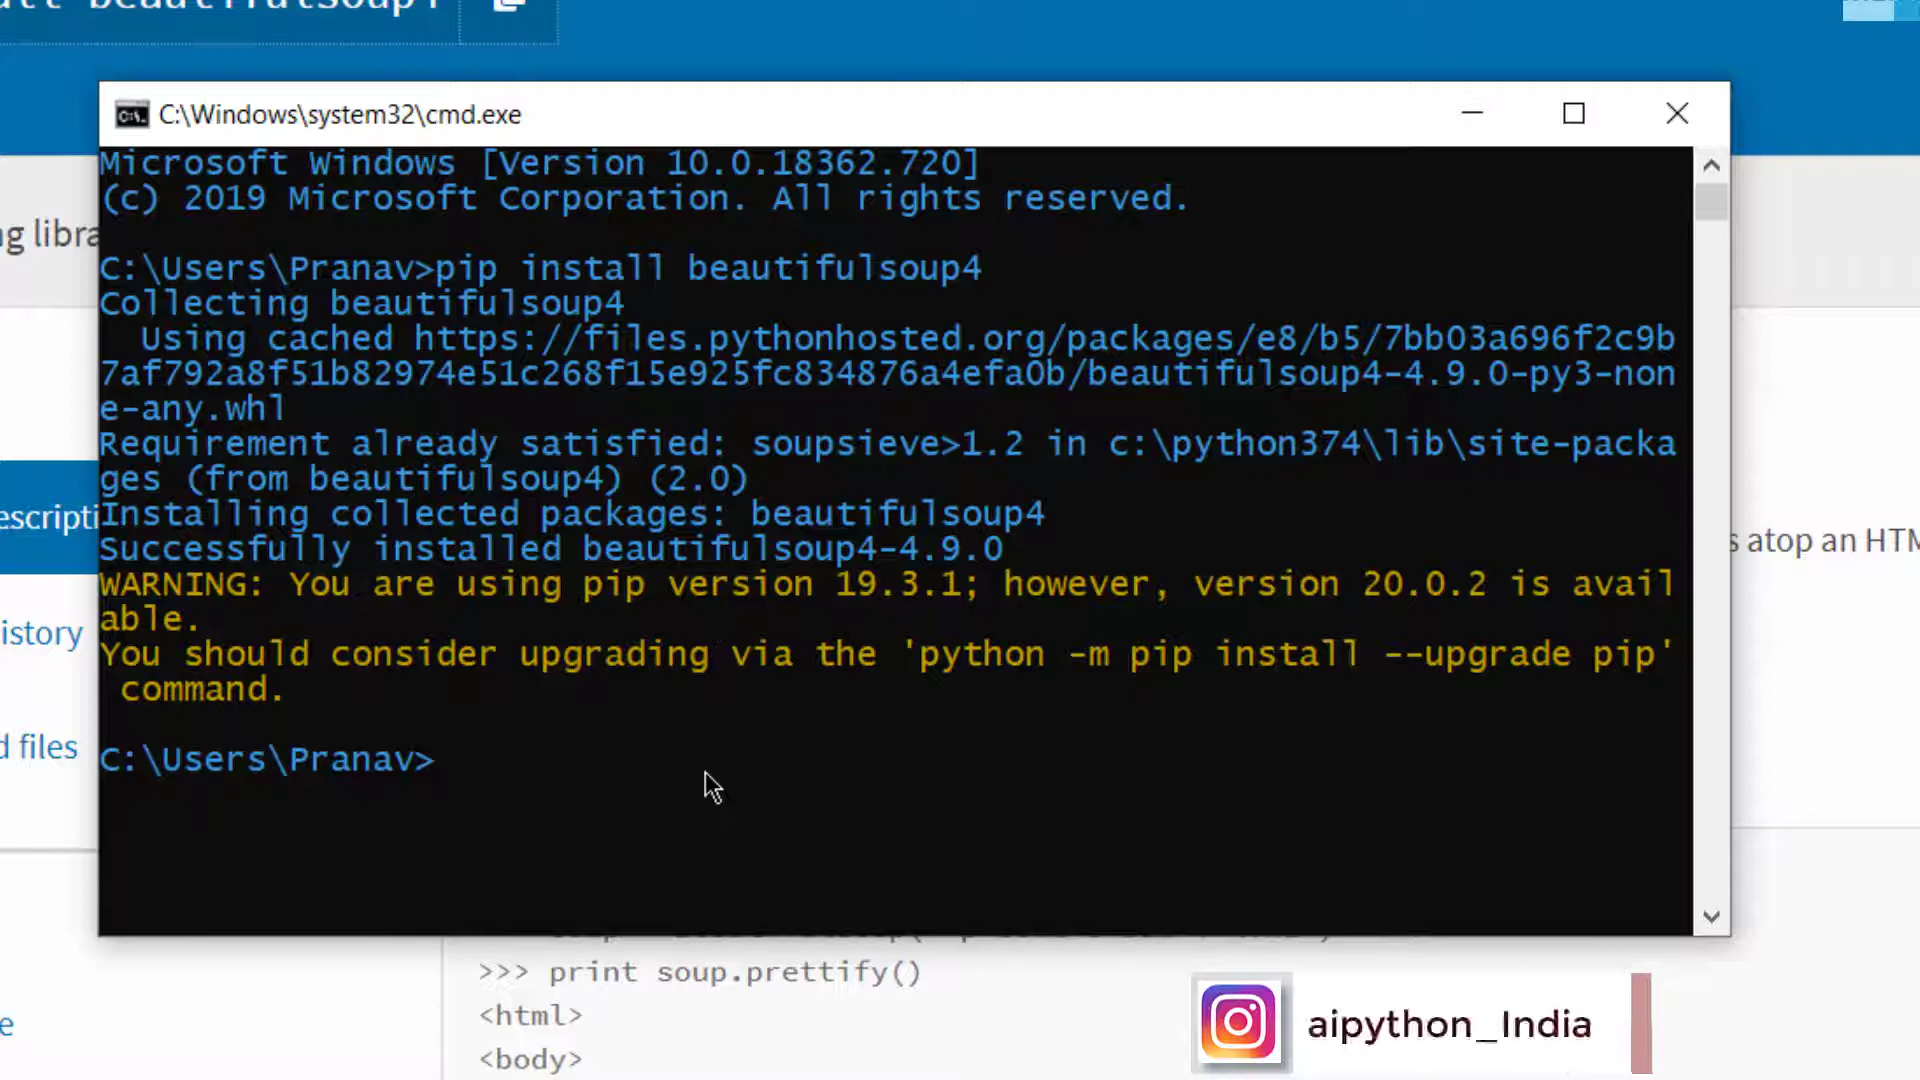 beautifulsoup4
C:\Windows\system32\cmd.exe
Microsoft Windows [Version 10.0.18362.720]
(c) 2019 Microsoft Corporation. All rights reserved.
C:\Users\Pranav>pip install beautifulsoup4
Collecting beautifulsoup4
Using cached https://files.pythonhosted.org/packages/e8/b5/7bb03a696f2c9b
7af792a8f51b82974e51c268f15e925fc834876a4efa0b/beautifulsoup4-4.9.0-py3-non
e-any.whl
Requirement already satisfied: soupsieve>1.2 in c:\python374\lib\site-packa
ges (from beautifulsoup4) (2.0)
Installing collected packages: beautifulsoup4
Successfully installed beautifulsoup4-4.9.0
WARNING: You are using pip version 19.3.1; however, version 20.0.2 is avail
able.
You should consider upgrading via the 'python -m pip install --upgrade pip'
command.
C:\Users\Pranav>
ng libra
escripti
istory
d files
s atop an HTM
>>> print soup.prettify()
<html>
<body>
e
aipython_India